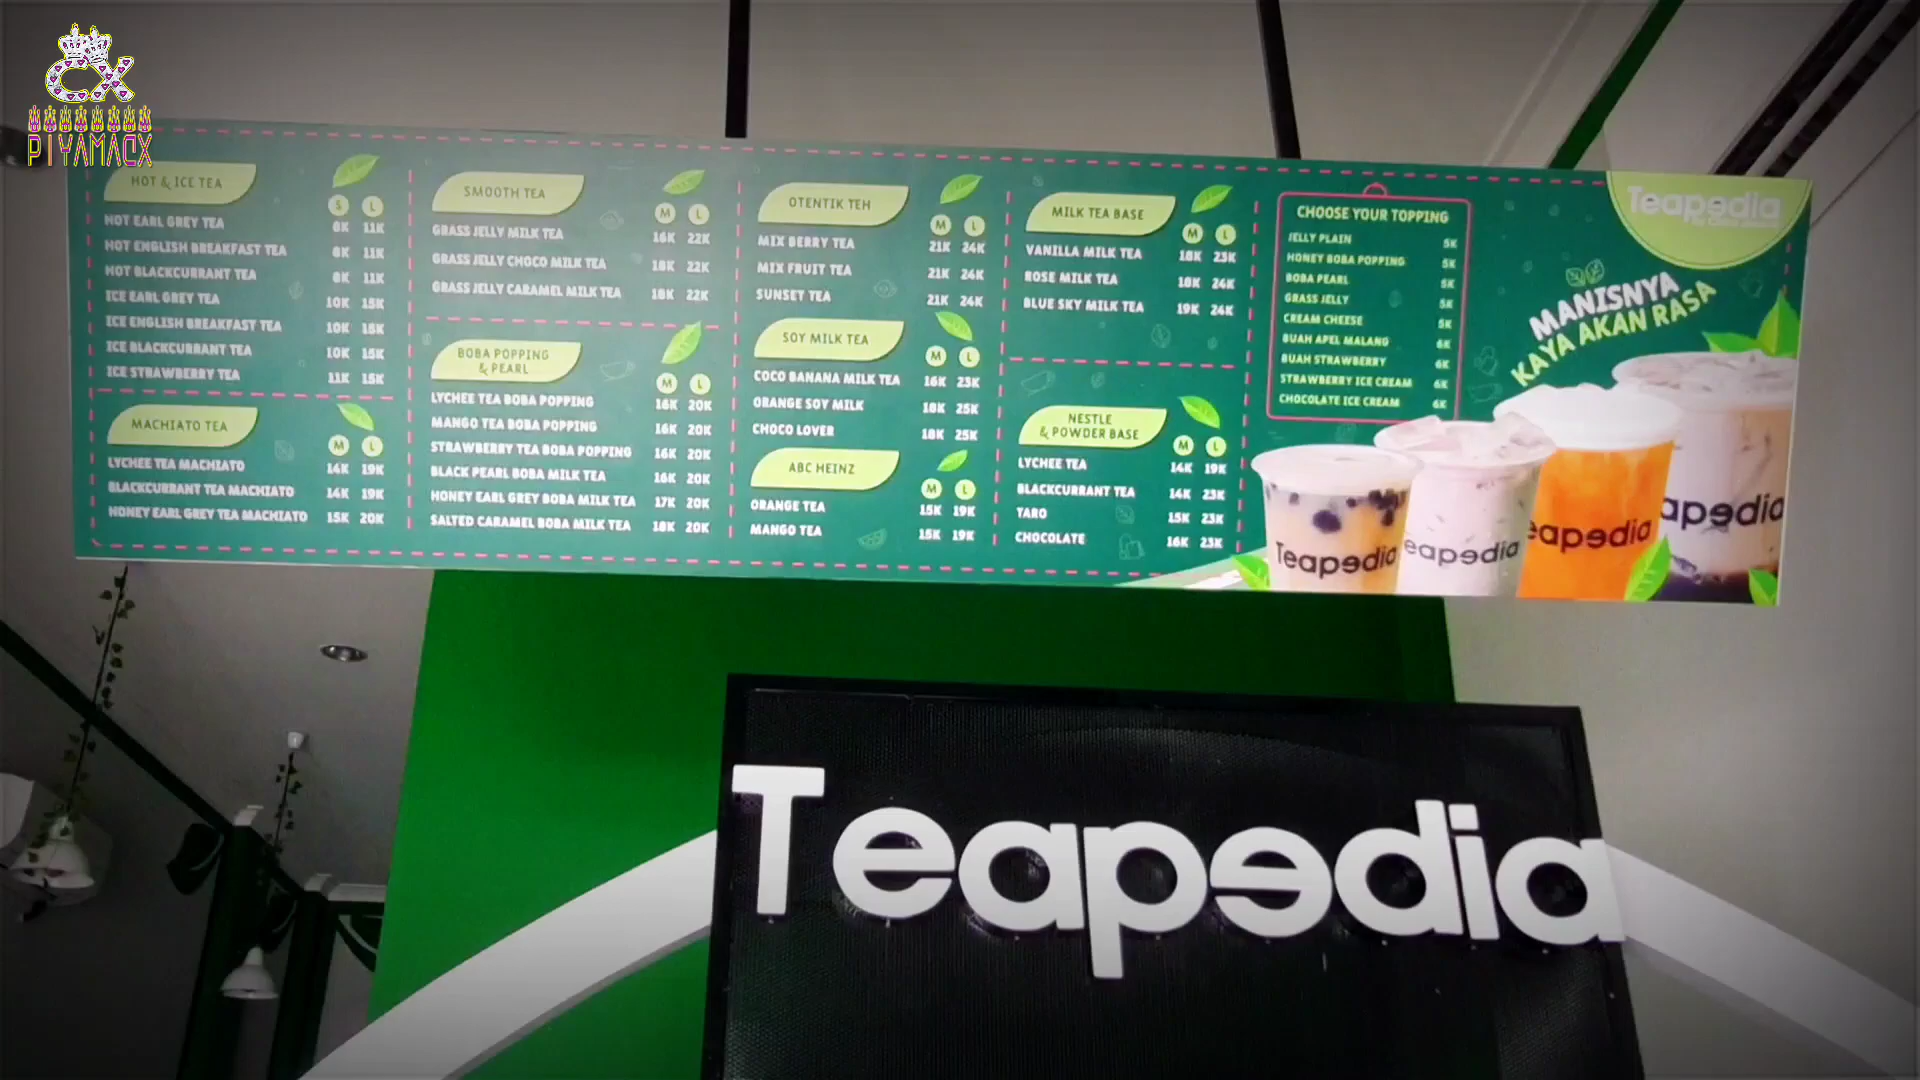 CX
PIYAMACX
HOT & ICE TEA
S L
HOT EARL GREY TEA 8K 11K
HOT ENGLISH BREAKFAST TEA 8K 11K
HOT BLACKCURRANT TEA 8K 11K
ICE EARL GREY TEA 10K 15K
ICE ENGLISH BREAKFAST TEA 10K 15K
ICE BLACKCURRANT TEA 10K 15K
ICE STRAWBERRY TEA 11K 15K
MACHIATO TEA
M L
LYCHEE TEA MACHIATO 14K 19K
BLACKCURRANT TEA MACHIATO 14K 19K
HONEY EARL GREY TEA MACHIATO 15K 20K
SMOOTH TEA
M L
GRASS JELLY MILK TEA 16K 22K
GRASS JELLY CHOCO MILK TEA 18K 22K
GRASS JELLY CARAMEL MILK TEA 18K 22K
BOBA POPPING
& PEARL
M L
LYCHEE TEA BOBA POPPING 16K 20K
MANGO TEA BOBA POPPING 16K 20K
STRAWBERRY TEA BOBA POPPING 16K 20K
BLACK PEARL BOBA MILK TEA 16K 20K
HONEY EARL GREY BOBA MILK TEA 17K 20K
SALTED CARAMEL BOBA MILK TEA 18K 20K
OTENTIK TEH
M L
MIX BERRY TEA 21K 24K
MIX FRUIT TEA 21K 24K
SUNSET TEA 21K 24K
SOY MILK TEA
M L
COCO BANANA MILK TEA 16K 23K
ORANGE SOY MILK 18K 25K
CHOCO LOVER 18K 25K
ABC HEINZ
M L
ORANGE TEA 15K 19K
MANGO TEA 15K 19K
MILK TEA BASE
M L
VANILLA MILK TEA 18K 23K
ROSE MILK TEA 18K 24K
BLUE SKY MILK TEA 19K 24K
NESTLE
& POWDER BASE
M L
LYCHEE TEA 14K 19K
BLACKCURRANT TEA 14K 23K
TARO 15K 23K
CHOCOLATE 16K 23K
CHOOSE YOUR TOPPING
JELLY PLAIN 5K
HONEY BOBA POPPING 5K
BOBA PEARL 5K
GRASS JELLY 5K
CREAM CHEESE 5K
BUAH APEL MALANG 6K
BUAH STRAWBERRY 6K
STRAWBERRY ICE CREAM 6K
CHOCOLATE ICE CREAM 6K
Teapedia
MANISNYA
KAYA AKAN RASA
Teapedia
eapedia
eapedia
apedia
Teapedia